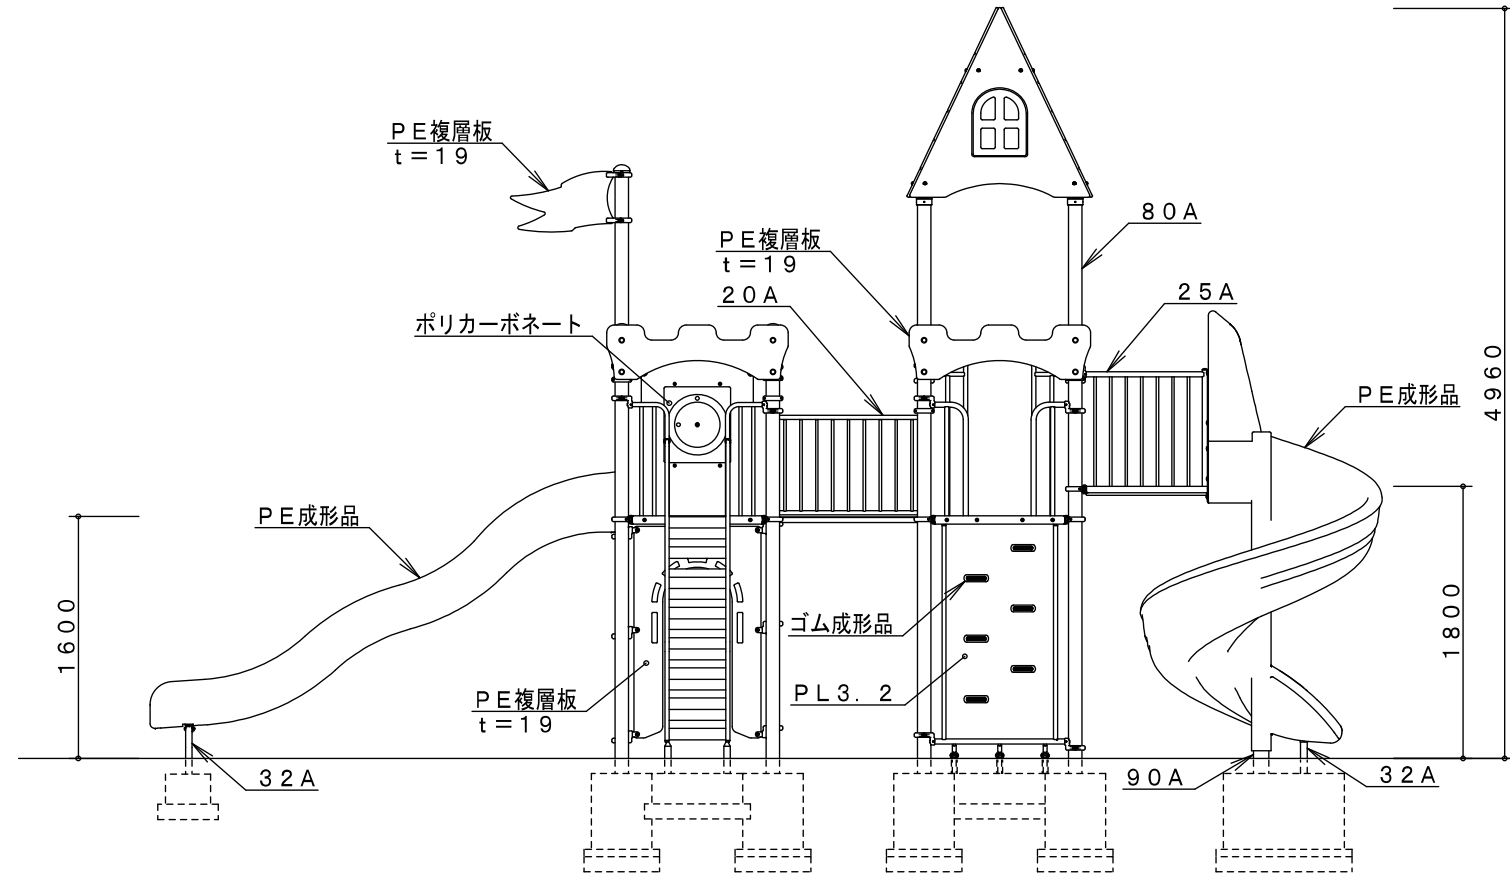 ＰＥ複層板
ｔ＝１９
８０Ａ
ＰＥ複層板
ｔ＝１９
２０Ａ
２５Ａ
ポリカーボネート
４９６０
ＰＥ成形品
ＰＥ成形品
１６００
ゴム成形品
１８００
ＰＥ複層板
ｔ＝１９
ＰＬ３．２
３２Ａ
９０Ａ
３２Ａ